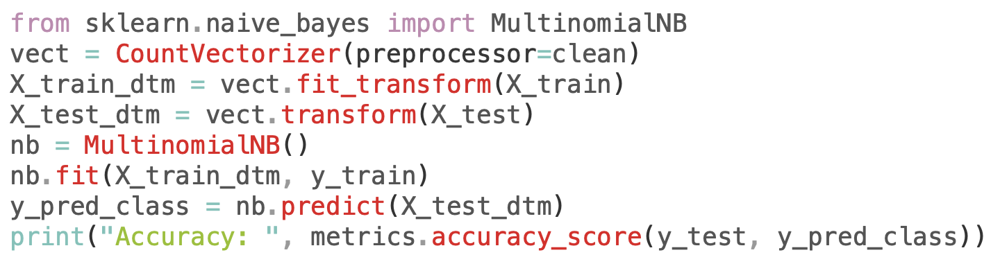 from sklearn.naive_bayes import MultinomialNB
vect = CountVectorizer(preprocessor=clean)
X_train_dtm = vect.fit_transform(X_train)
X_test_dtm = vect.transform(X_test)
nb = MultinomialNB()
nb.fit(X_train_dtm, y_train)
y_pred_class = nb.predict(X_test_dtm)
print("Accuracy: ", metrics.accuracy_score(y_test, y_pred_class))